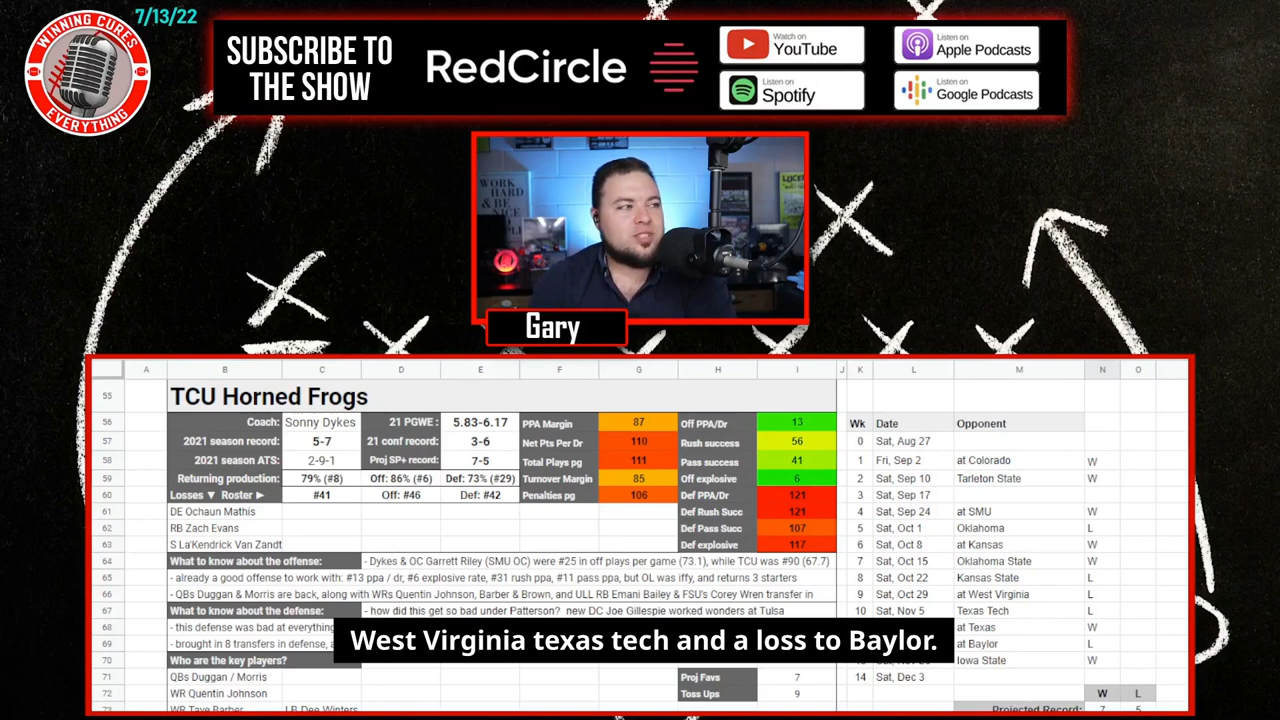 7/13/22
WINNING CURES
EVERYTHING
SUBSCRIBE TO
THE SHOW
RedCircle
Watch on
YouTube
Listen on
Spotify
Listen on
Apple Podcasts
Listen on
Google Podcasts
WORK
HARD
& BE
NICE
Gary
A B C D E F G H I J K L M N O
55 TCU Horned Frogs
56 Coach: Sonny Dykes 21 PGWE : 5.83-6.17 PPA Margin 87 Off PPA/Dr 13 Wk Date Opponent
57 2021 season record: 5-7 21 conf record: 3-6 Net Pts Per Dr 110 Rush success 56 0 Sat, Aug 27
58 2021 season ATS: 2-9-1 Proj SP+ record: 7-5 Total Plays pg 111 Pass success 41 1 Fri, Sep 2 at Colorado W
59 Returning production: 79% (#8) Off: 86% (#6) Def: 73% (#29) Turnover Margin 85 Off explosive 6 2 Sat, Sep 10 Tarleton State W
60 Losses ▼ Roster ► #41 Off: #46 Def: #42 Penalties pg 106 Def PPA/Dr 121 3 Sat, Sep 17
61 DE Ochaun Mathis Def Rush Succ 121 4 Sat, Sep 24 at SMU W
62 RB Zach Evans Def Pass Succ 107 5 Sat, Oct 1 Oklahoma L
63 S La'Kendrick Van Zandt Def explosive 117 6 Sat, Oct 8 at Kansas W
64 What to know about the offense: - Dykes & OC Garrett Riley (SMU OC) were #25 in off plays per game (73.1), while TCU was #90 (67.7) 7 Sat, Oct 15 Oklahoma State W
65 - already a good offense to work with: #13 ppa / dr, #6 explosive rate, #31 rush ppa, #11 pass ppa, but OL was iffy, and returns 3 starters 8 Sat, Oct 22 Kansas State L
66 - QBs Duggan & Morris are back, along with WRs Quentin Johnson, Barber & Brown, and ULL RB Emani Bailey & FSU's Corey Wren transfer in 9 Sat, Oct 29 at West Virginia W
67 What to know about the defense: - how did this get so bad under Patterson? new DC Joe Gillespie worked wonders at Tulsa 10 Sat, Nov 5 Texas Tech L
68 - this defense was bad at everything at Texas W
69 - brought in 8 transfers in defense, at Baylor L
West Virginia texas tech and a loss to Baylor.
70 Who are the key players? Iowa State W
71 QBs Duggan / Morris Proj Favs 7 14 Sat, Dec 3
72 WR Quentin Johnson Toss Ups 9 W L
73 WR Taye Barber LB Dee Winters Projected Record: 7 5